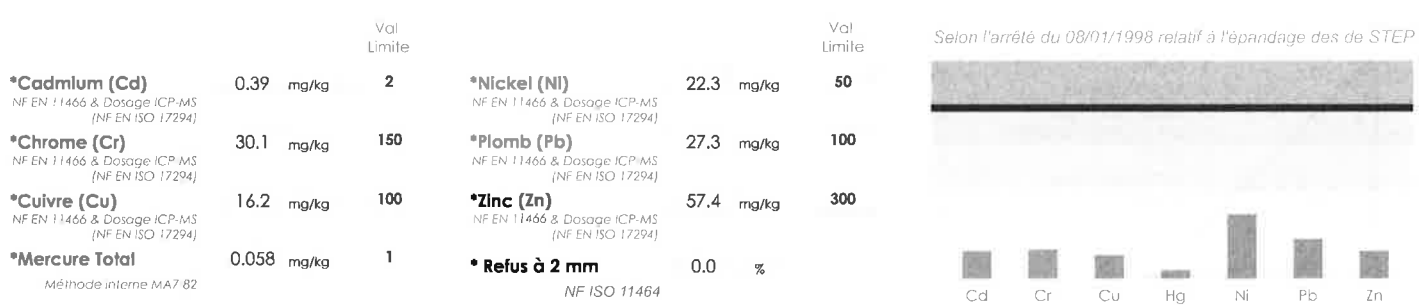 Val
Limite
*Cadmium (Cd) 0.39 mg/kg 2
NF EN 11466 & Dosage ICP-MS
(NF EN ISO 17294)
*Chrome (Cr) 30.1 mg/kg 150
NF EN 11466 & Dosage ICP-MS
(NF EN ISO 17294)
*Cuivre (Cu) 16.2 mg/kg 100
NF EN 11466 & Dosage ICP-MS
(NF EN ISO 17294)
*Mercure Total 0.058 mg/kg 1
Méthode interne MA7-82
Val
Limite
*Nickel (Ni) 22.3 mg/kg 50
NF EN 11466 & Dosage ICP-MS
(NF EN ISO 17294)
*Plomb (Pb) 27.3 mg/kg 100
NF EN 11466 & Dosage ICP-MS
(NF EN ISO 17294)
*Zinc (Zn) 57.4 mg/kg 300
NF EN 11466 & Dosage ICP-MS
(NF EN ISO 17294)
* Refus à 2 mm 0.0 %
NF ISO 11464
Selon l'arrêté du 08/01/1998 relatif à l'épandage des de STEP
Cd Cr Cu Hg Ni Pb Zn